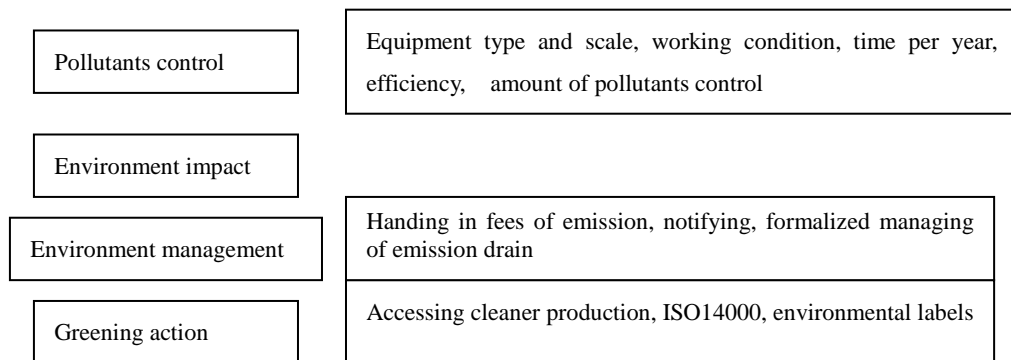 Pollutants control
Equipment type and scale, working condition, time per year,
efficiency, amount of pollutants control
Environment impact
Environment management
Handing in fees of emission, notifying, formalized managing
of emission drain
Greening action
Accessing cleaner production, ISO14000, environmental labels